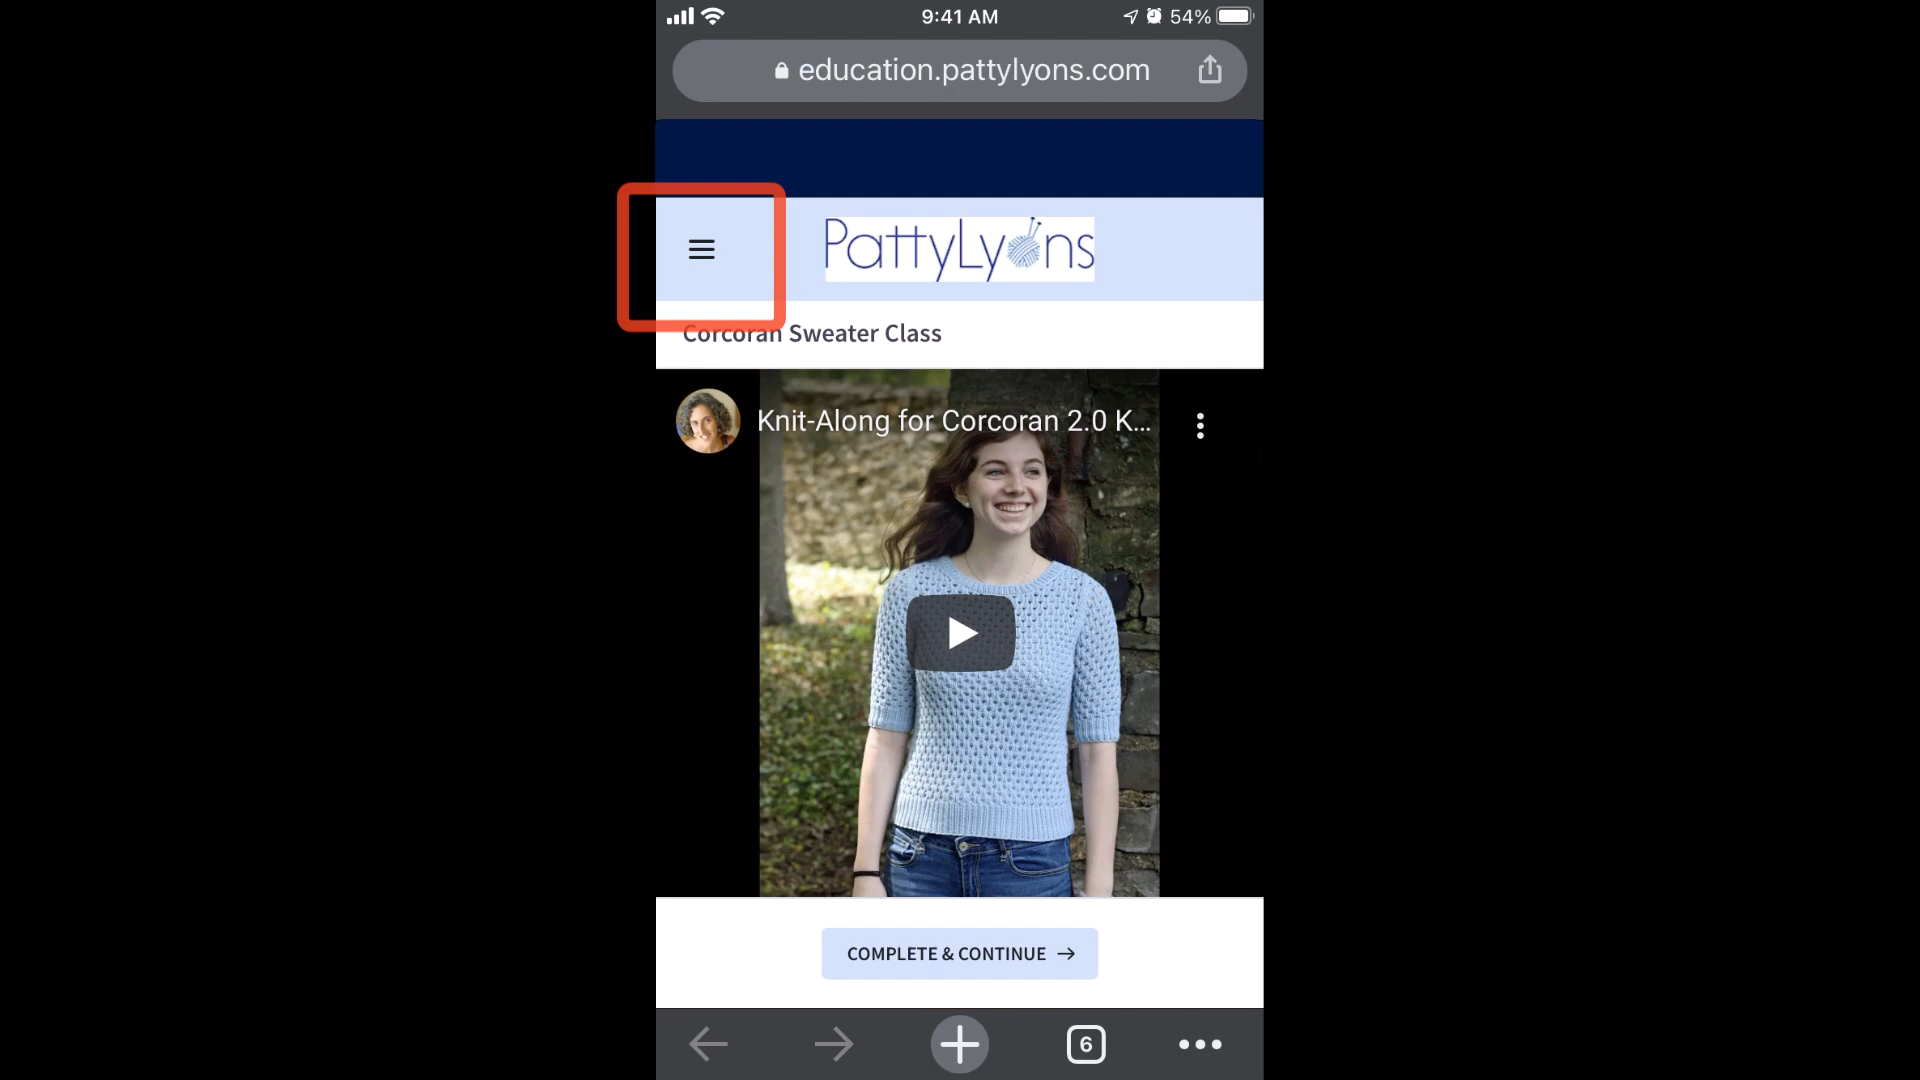 9:41 AM
54%
education.pattylyons.com
PattyLyons
Corcoran Sweater Class
Knit-Along for Corcoran 2.0 K...
COMPLETE & CONTINUE →
6